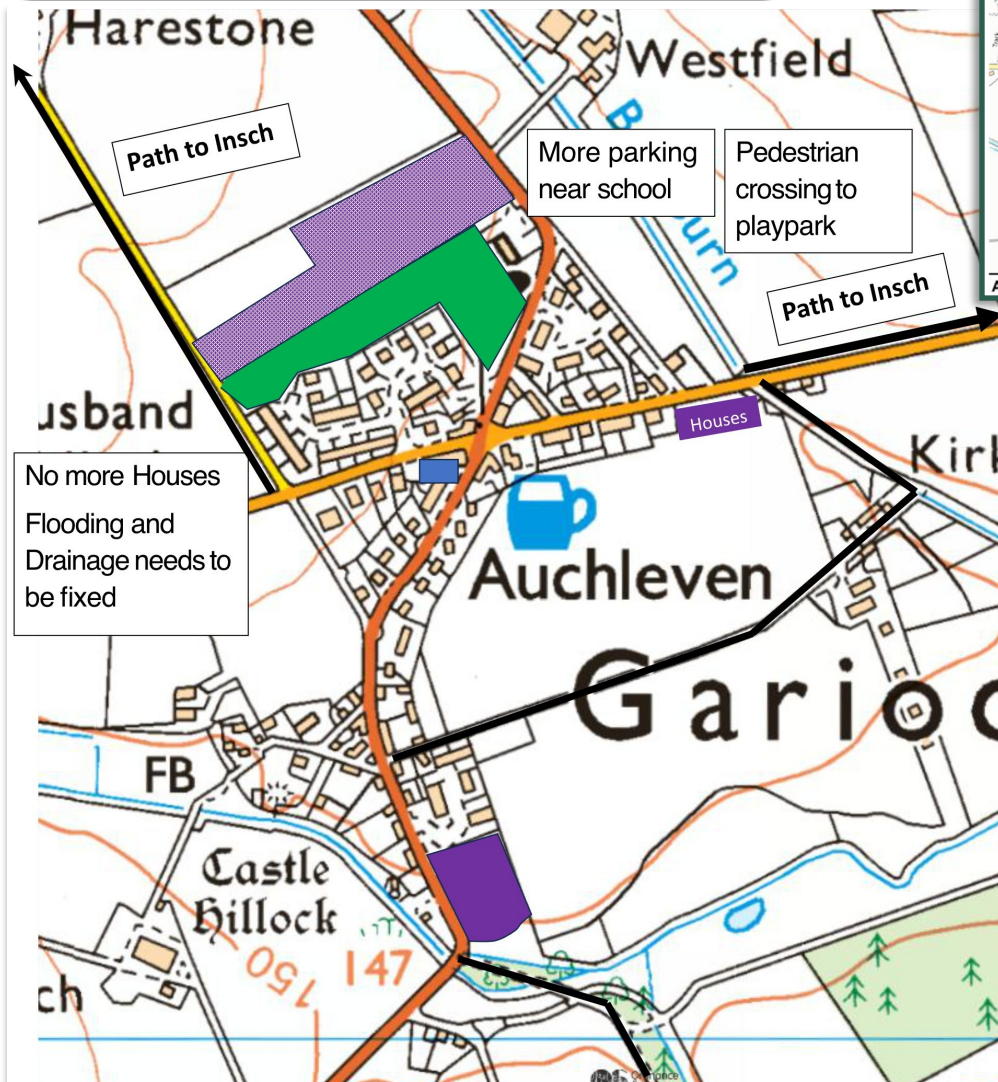 Harestone
Westfield
Path to Insch
More parking
near school
Pedestrian
crossing to
playpark
B
urn
Path to Insch
Houses
usband
Kirk
No more Houses
Flooding and
Drainage needs to
be fixed
Auchleven
Garioc
FB
Castle
Hillock
150
147
ch